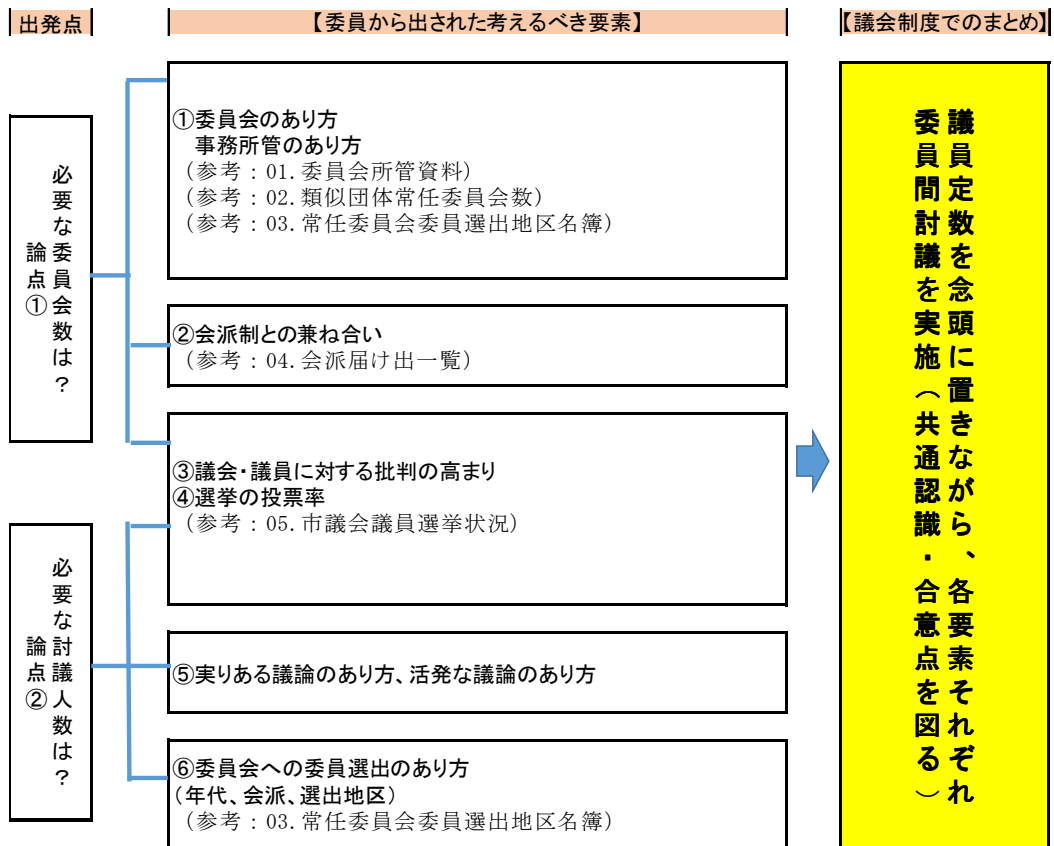 出発点
【委員から出された考えるべき要素】
【議会制度でのまとめ】
必要な委員会数は?
論点①
①委員会のあり方
事務所管のあり方
(参考:01.委員会所管資料)
(参考:02.類似団体常任委員会数)
(参考:03.常任委員会委員選出地区名簿)
②会派制との兼ね合い
(参考:04.会派届け出一覧)
③議会・議員に対する批判の高まり
④選挙の投票率
(参考:05.市議会議員選挙状況)
必要な討議人数は?
論点②
⑤実りある議論のあり方、活発な議論のあり方
⑥委員会への委員選出のあり方
(年代、会派、選出地区)
(参考:03.常任委員会委員選出地区名簿)
議員定数を念頭に置きながら、各要素それぞれ
委員間討議を実施(共通認識・合意点を図る)